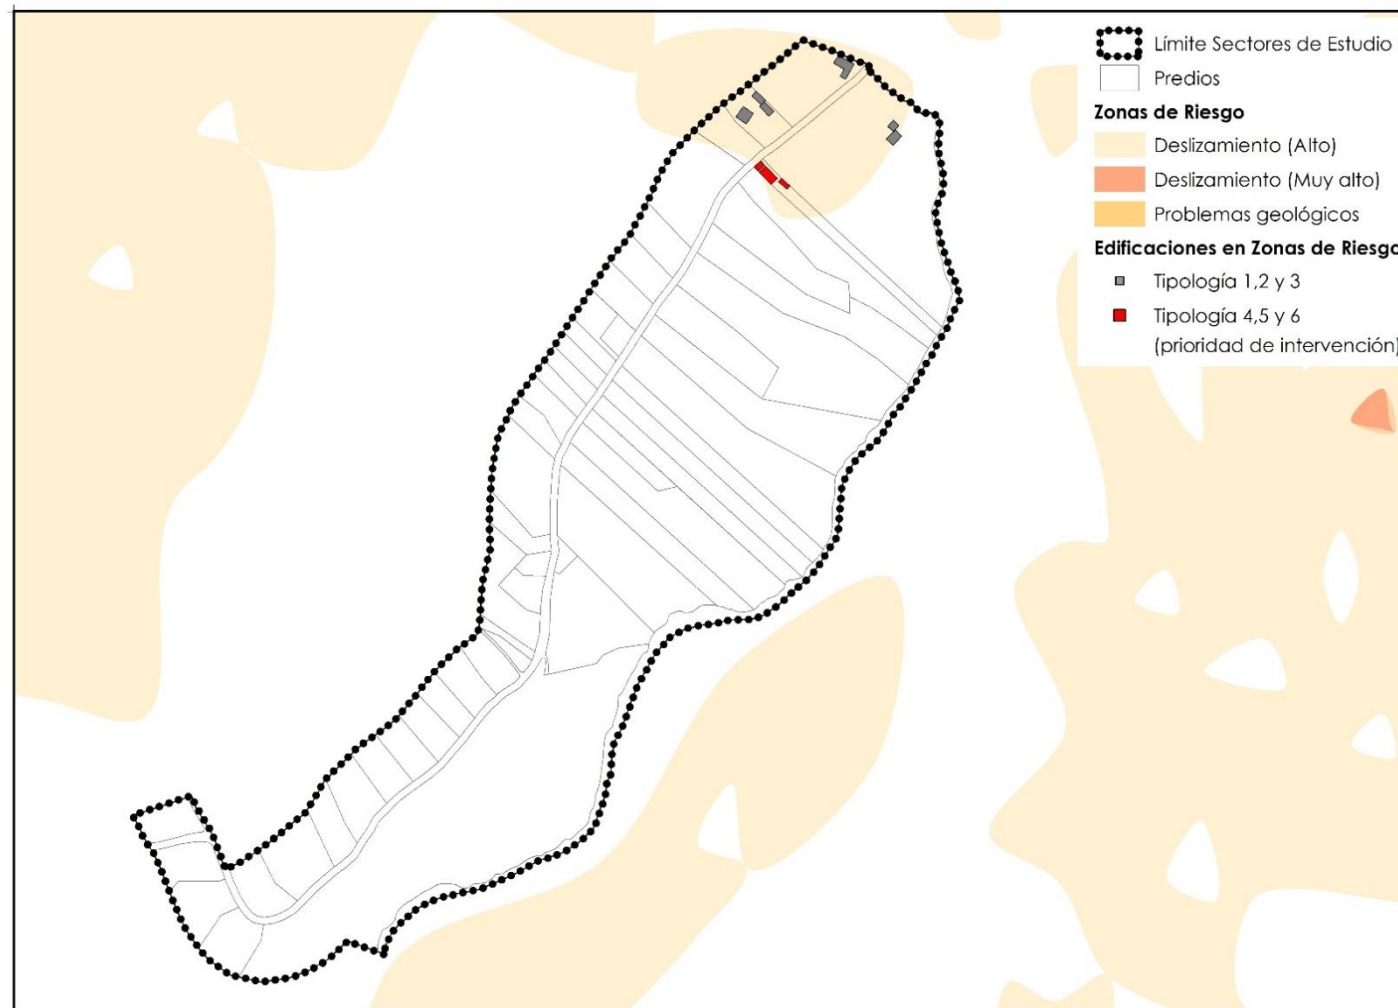 Límite Sectores de Estudio
Predios
Zonas de Riesgo
Deslizamiento (Alto)
Deslizamiento (Muy alto)
Problemas geológicos
Edificaciones en Zonas de Riesgo
Tipología 1,2 y 3
Tipología 4,5 y 6
(prioridad de intervención)